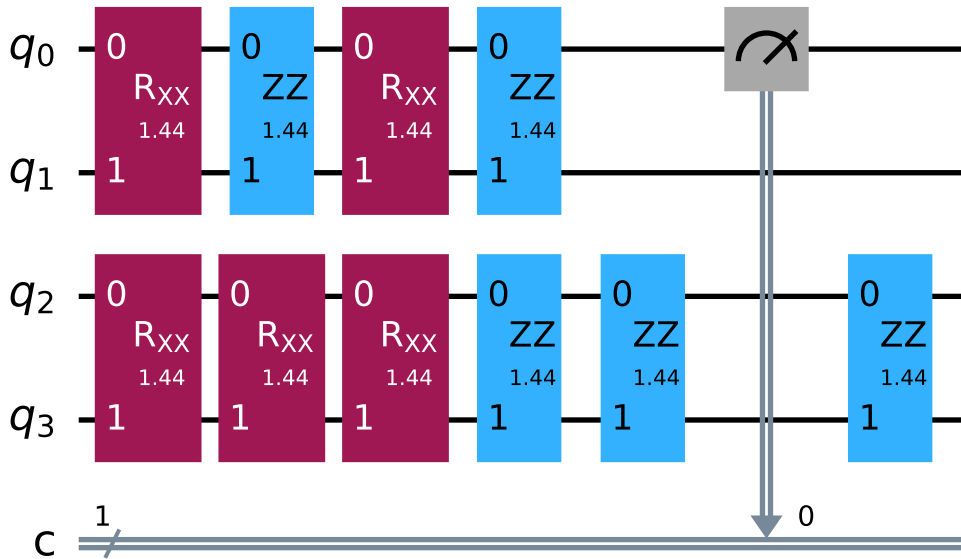 q0 0 0 0 0
RXX ZZ RXX ZZ
1.44 1.44 1.44 1.44
q1 1 1 1 1
q2 0 0 0 0 0 0
RXX RXX RXX ZZ ZZ ZZ
1.44 1.44 1.44 1.44 1.44 1.44
q3 1 1 1 1 1 1
1 0
c